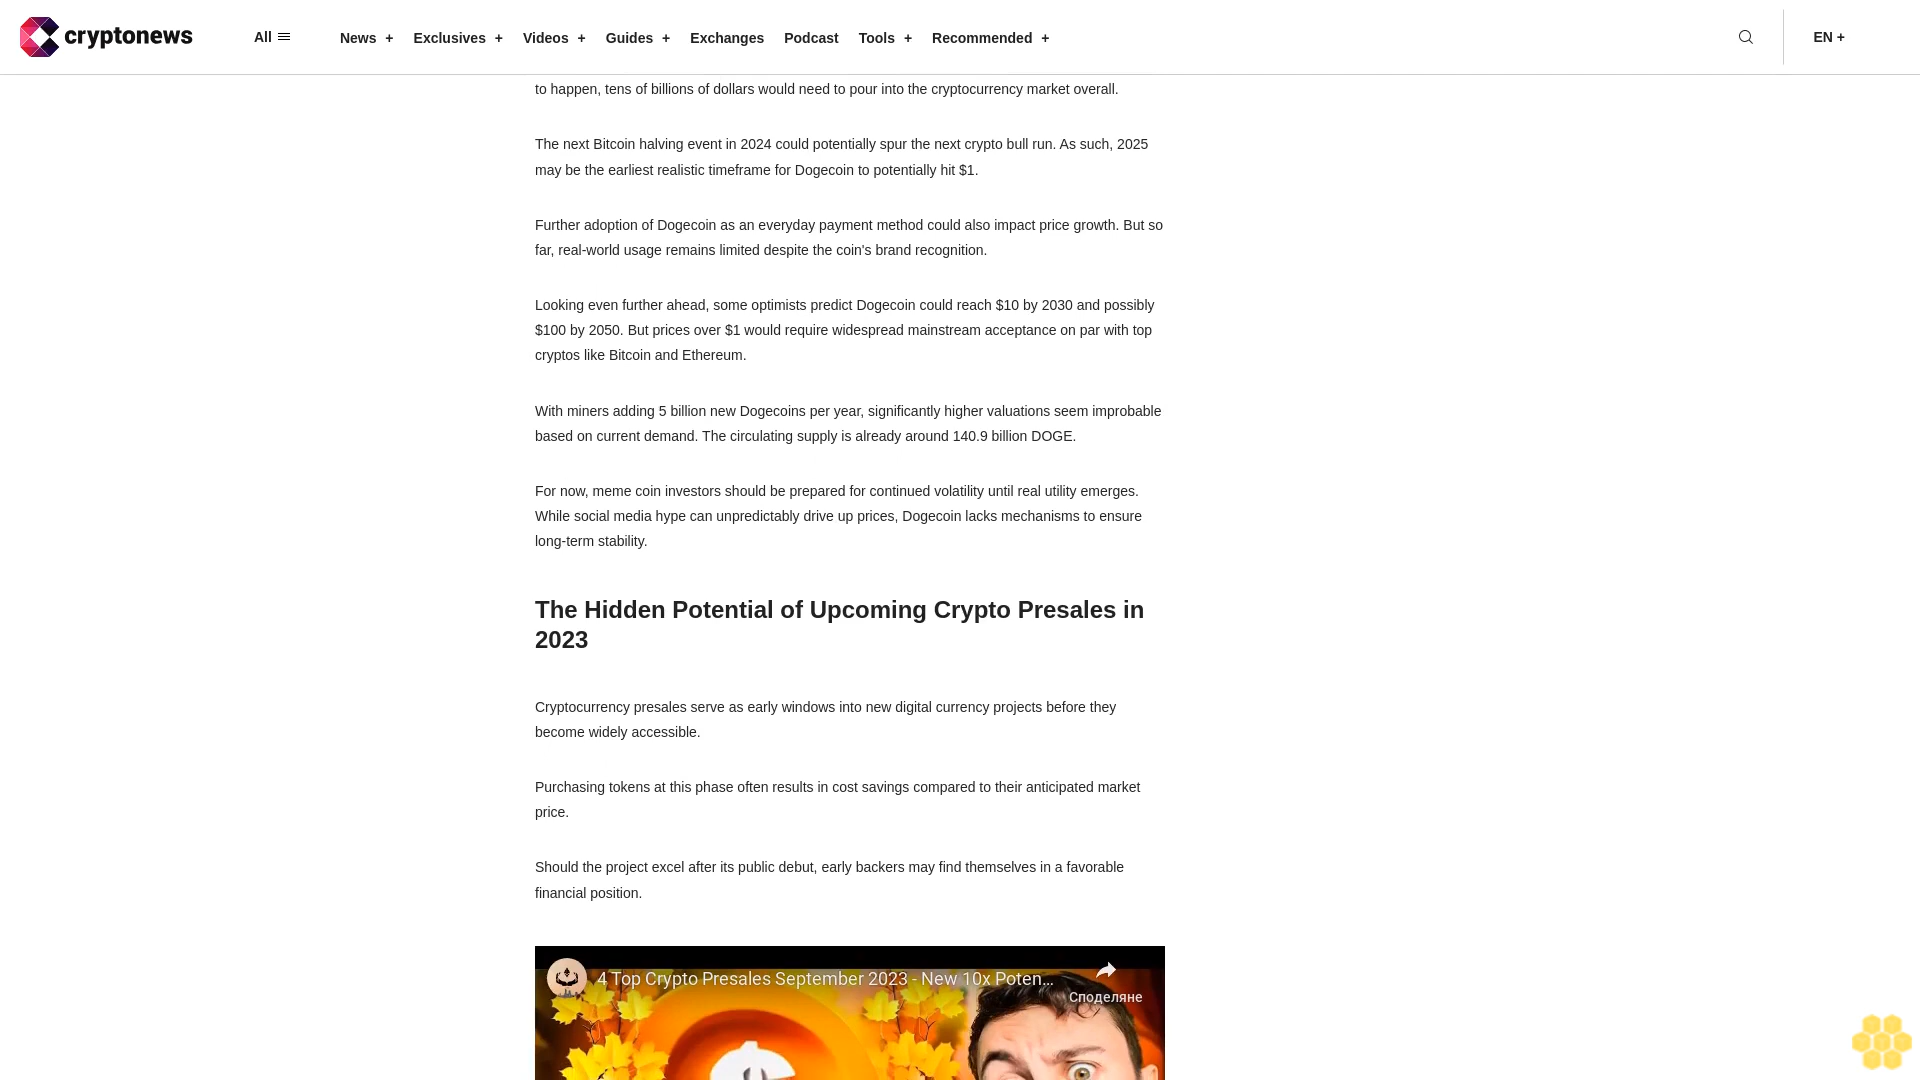 cryptonews
All
News +
Exclusives +
Videos +
Guides +
Exchanges
Podcast
Tools +
Recommended +
EN +
to happen, tens of billions of dollars would need to pour into the cryptocurrency market overall.
The next Bitcoin halving event in 2024 could potentially spur the next crypto bull run. As such, 2025
may be the earliest realistic timeframe for Dogecoin to potentially hit $1.
Further adoption of Dogecoin as an everyday payment method could also impact price growth. But so
far, real-world usage remains limited despite the coin's brand recognition.
Looking even further ahead, some optimists predict Dogecoin could reach $10 by 2030 and possibly
$100 by 2050. But prices over $1 would require widespread mainstream acceptance on par with top
cryptos like Bitcoin and Ethereum.
With miners adding 5 billion new Dogecoins per year, significantly higher valuations seem improbable
based on current demand. The circulating supply is already around 140.9 billion DOGE.
For now, meme coin investors should be prepared for continued volatility until real utility emerges.
While social media hype can unpredictably drive up prices, Dogecoin lacks mechanisms to ensure
long-term stability.
The Hidden Potential of Upcoming Crypto Presales in
2023
Cryptocurrency presales serve as early windows into new digital currency projects before they
become widely accessible.
Purchasing tokens at this phase often results in cost savings compared to their anticipated market
price.
Should the project excel after its public debut, early backers may find themselves in a favorable
financial position.
4 Top Crypto Presales September 2023 - New 10x Poten...
Споделяне